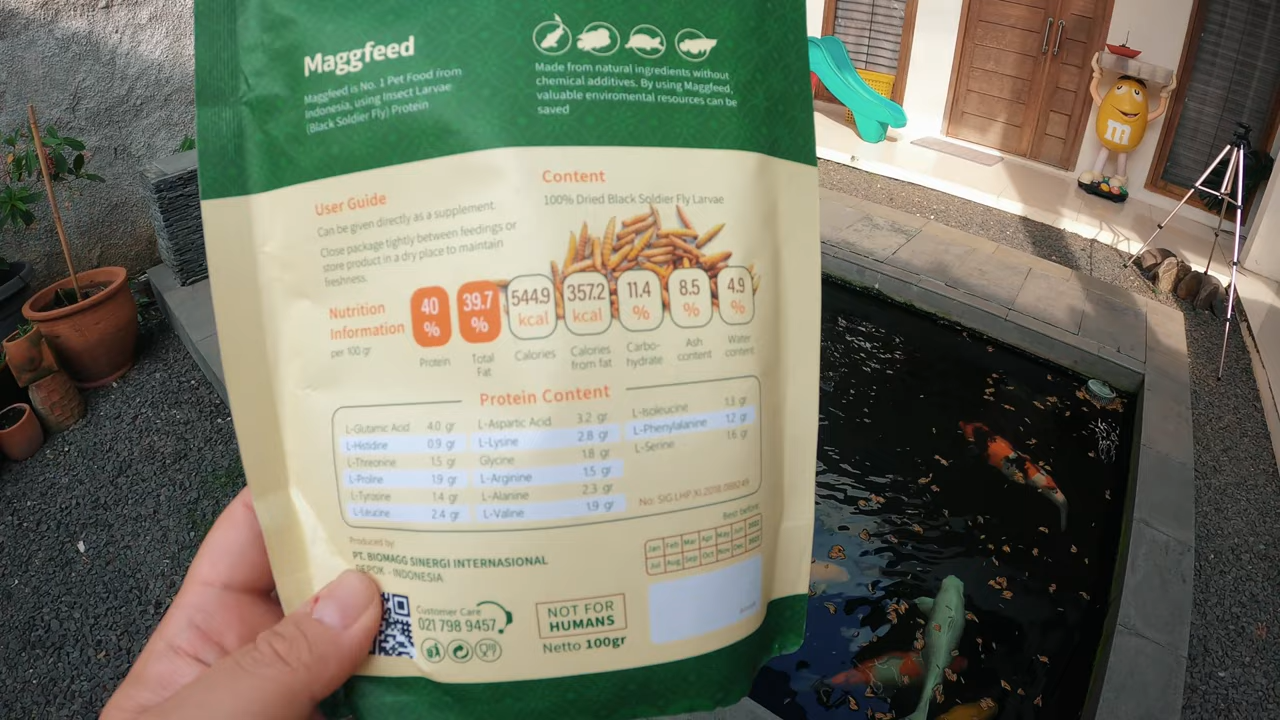 Maggfeed
Maggfeed is No. 1 Pet Food from
Indonesia, using Insect Larvae
(Black Soldier Fly) Protein
Made from natural ingredients without
chemical additives. By using Maggfeed,
valuable enviromental resources can be
saved
User Guide
Can be given directly as a supplement.
Close package tightly between feedings or
store product in a dry place to maintain
freshness.
Content
100% Dried Black Soldier Fly Larvae
Nutrition
Information
per 100 gr
40
%
Protein
39.7
%
Total
Fat
544.9
kcal
Calories
357.2
kcal
Calories
from fat
11.4
%
Carbo-
hydrate
8.5
%
Ash
content
4.9
%
Water
content
Protein Content
L-Glutamic Acid 4.0 gr
L-Histidine 0.9 gr
L-Threonine 1.5 gr
L-Proline 1.9 gr
L-Tyrosine 1.4 gr
L-Leucine 2.4 gr
L-Aspartic Acid 3.2 gr
L-Lysine 2.8 gr
Glycine 1.8 gr
L-Arginine 1.5 gr
L-Alanine 2.3 gr
L-Valine 1.9 gr
L-Isoleucine 1.3 gr
L-Phenylalanine 1.2 gr
L-Serine 1.6 gr
No: SIG.LHP.XI.2018.
Produced by
PT. BIOMAGG SINERGI INTERNASIONAL
DEPOK - INDONESIA
Customer Care
021 798 9457
NOT FOR
HUMANS
Netto 100gr
Best before
Jan Feb Mar Apr May Jun
Jul Aug Sep Oct Nov Dec
m